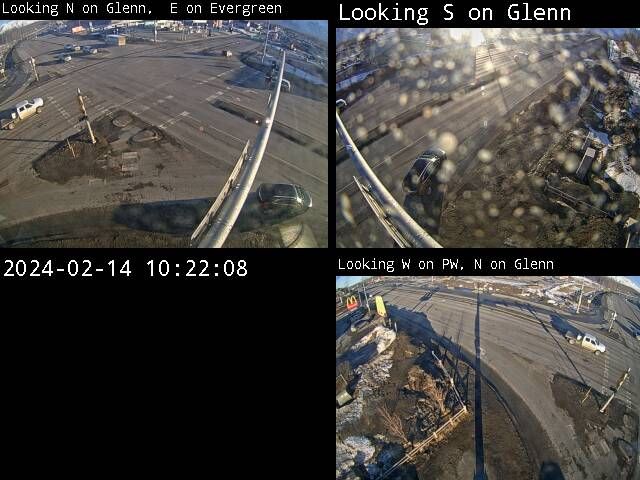 Looking N on Glenn,  E on Evergreen
Looking S on Glenn
2024-02-14 10:22:08
Looking W on PW, N on Glenn